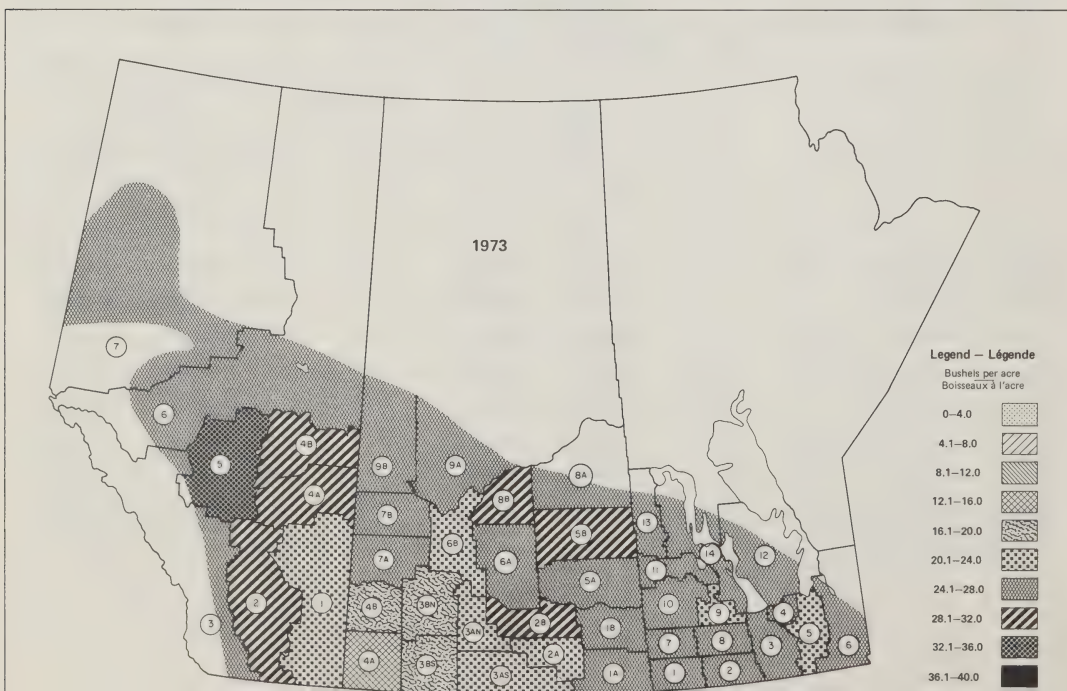 1973
Legend – Légende
Bushels per acre
Boisseaux à l'acre
0–4.0
4.1–8.0
8.1–12.0
12.1–16.0
16.1–20.0
20.1–24.0
24.1–28.0
28.1–32.0
32.1–36.0
36.1–40.0
7
6
5
4B
4A
3
2
1
9B
9A
8B
8A
7B
7A
6B
6A
5B
5A
4B
3BN
4A
3BS
3AN
3AS
2B
2A
1B
1A
13
14
12
11
10
9
4
5
7
8
3
6
1
2